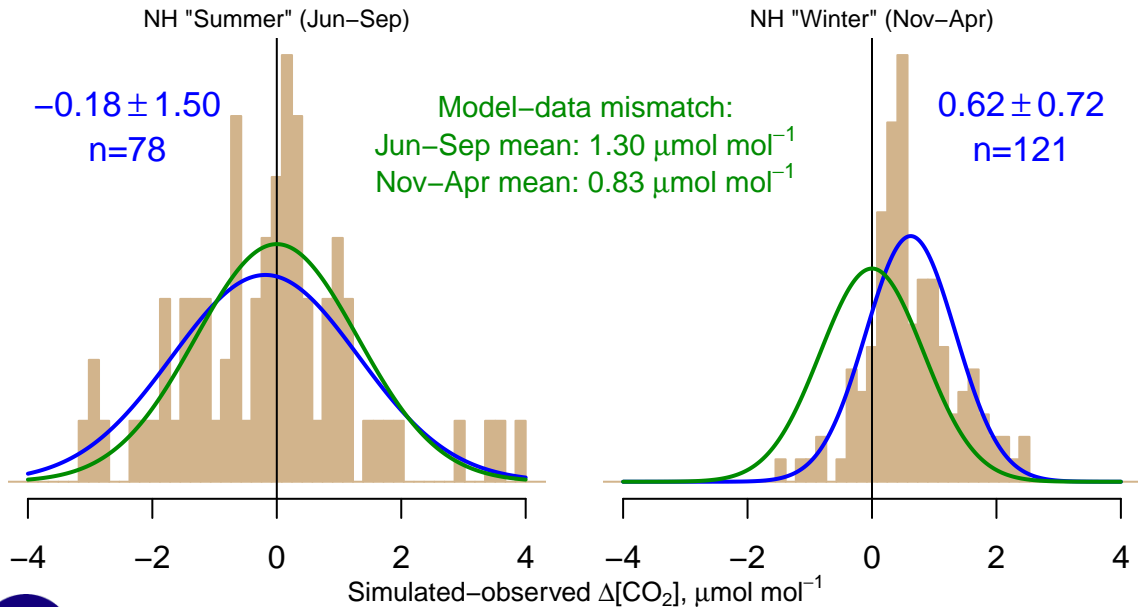 NH "Summer" (Jun−Sep)
NH "Winter" (Nov−Apr)
−0.18 ± 1.50
n=78
Model−data mismatch:
Jun−Sep mean: 1.30 μmol mol⁻¹
Nov−Apr mean: 0.83 μmol mol⁻¹
0.62 ± 0.72
n=121
−4 −2 0 2 4
−4 −2 0 2 4
Simulated−observed Δ[CO₂], μmol mol⁻¹